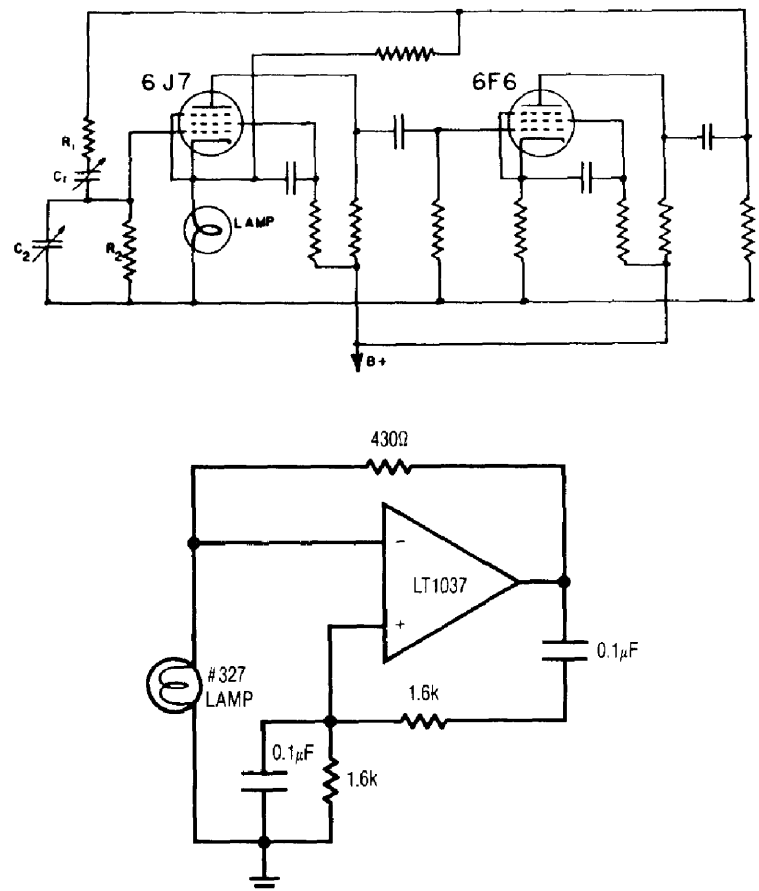 6J7
6F6
R1
C1
LAMP
C2
R2
B+
430Ω
−
LT1037
+
0.1µF
#327
LAMP
1.6k
0.1µF
1.6k